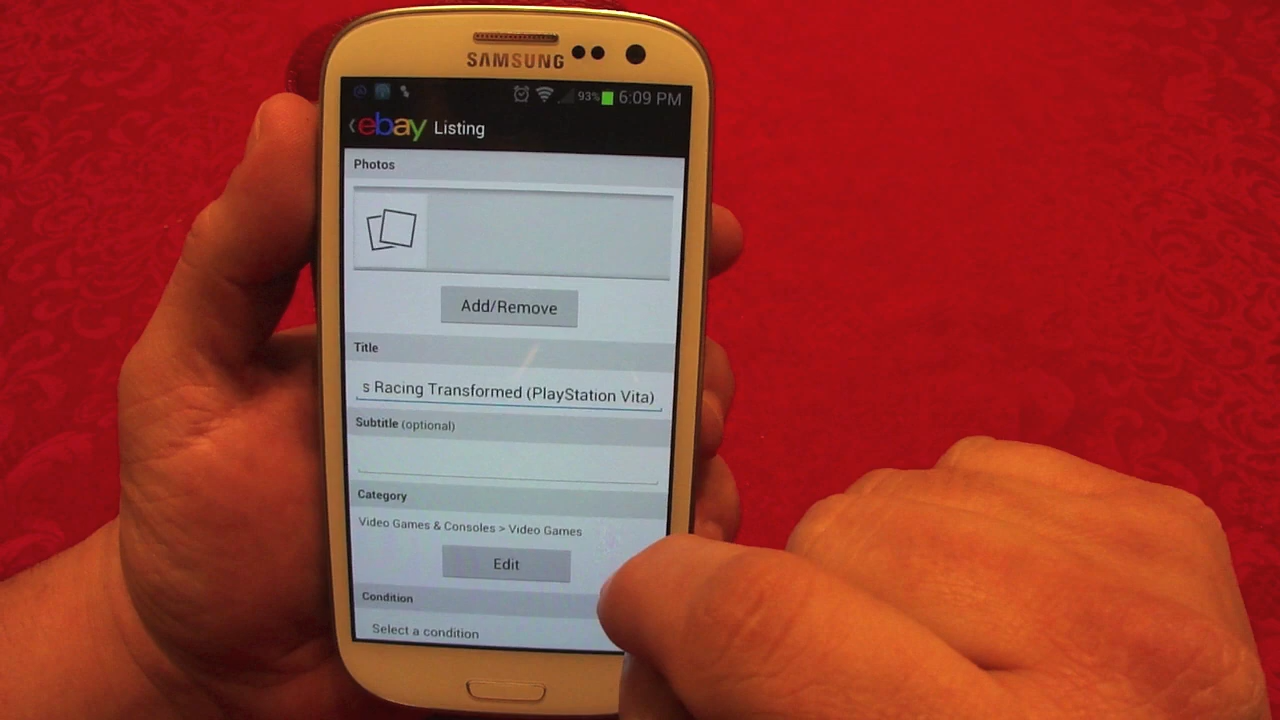 SAMSUNG
93% 6:09 PM
ebay Listing
Photos
Add/Remove
Title
s Racing Transformed (PlayStation Vita)
Subtitle (optional)
Category
Video Games & Consoles > Video Games
Edit
Condition
Select a condition